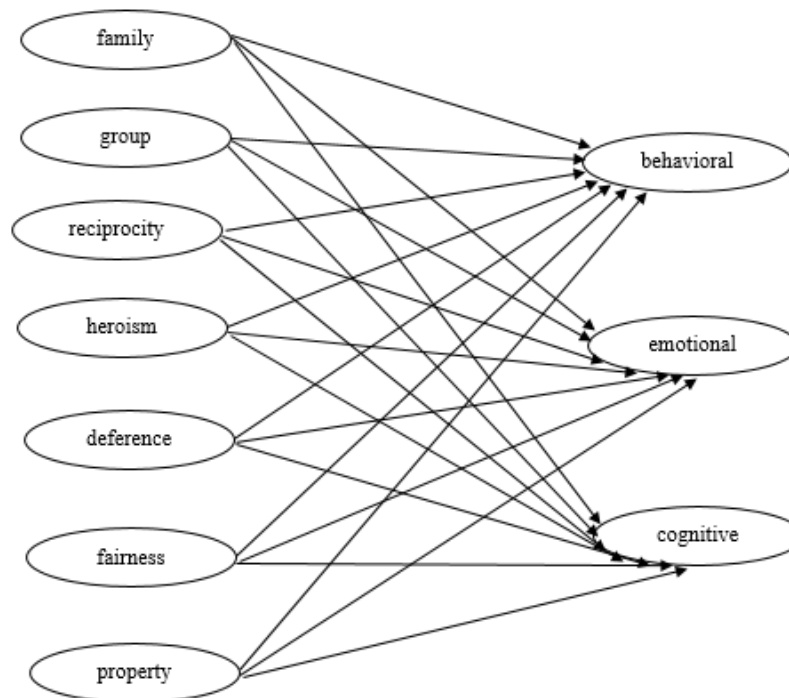 family
group
reciprocity
heroism
deference
fairness
property
behavioral
emotional
cognitive